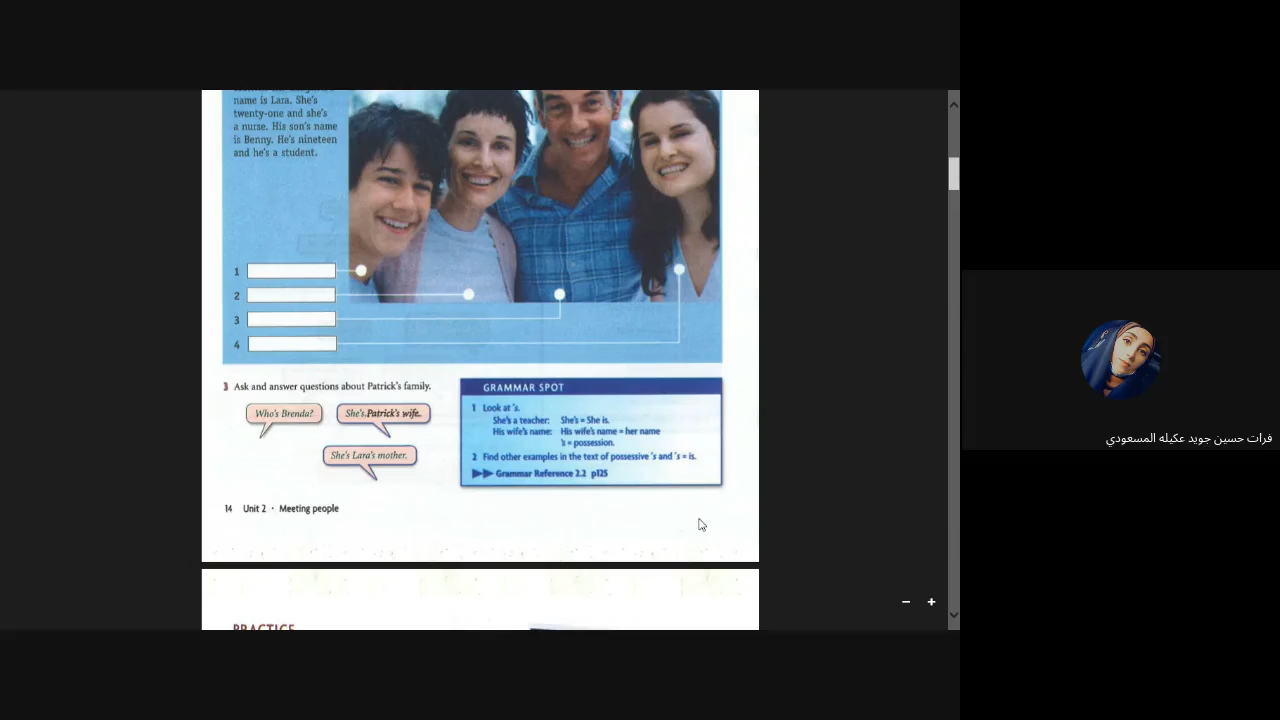 name is Lara. She's
twenty-one and she's
a nurse. His son's name
is Benny. He's nineteen
and he's a student.
1
2
3
4
3 Ask and answer questions about Patrick's family.
Who's Brenda?
She's Patrick's wife.
She's Lara's mother.
GRAMMAR SPOT
1 Look at 's.
She's a teacher: She's = She is.
His wife's name: His wife's name = her name
's = possession.
2 Find other examples in the text of possessive 's and 's = is.
Grammar Reference 2.2 p125
14 Unit 2 · Meeting people
PRACTICE
فرات حسين جويد عكيله المسعودي